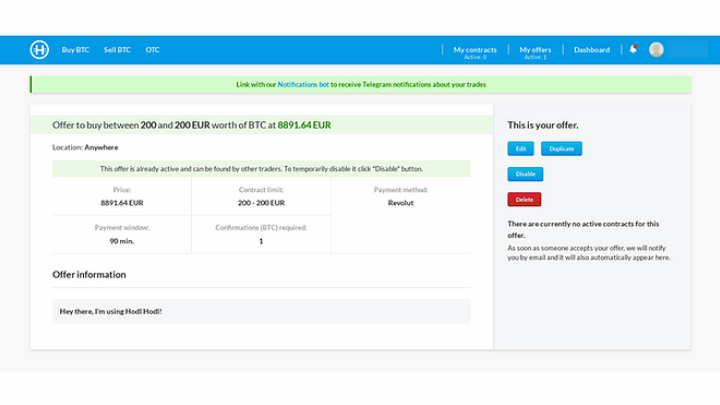 H
Buy BTC
Sell BTC
OTC
My contracts
Active: 0
My offers
Active: 1
Dashboard
Link with our Notifications bot to receive Telegram notifications about your trades
Offer to buy between 200 and 200 EUR worth of BTC at 8891.64 EUR
Location: Anywhere
This offer is already active and can be found by other traders. To temporarily disable it click "Disable" button.
Price:
8891.64 EUR
Contract limit:
200 - 200 EUR
Payment method:
Revolut
Payment window:
90 min.
Confirmations (BTC) required:
1
Offer information
Hey there, I'm using Hodl Hodl!
This is your offer.
Edit
Duplicate
Disable
Delete
There are currently no active contracts for this
offer.
As soon as someone accepts your offer, we will notify
you by email and it will also automatically appear here.